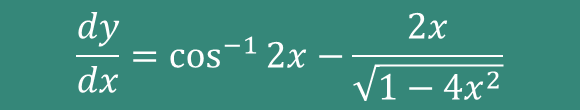 dy/dx = cos⁻¹ 2x − 2x/√(1 − 4x²)